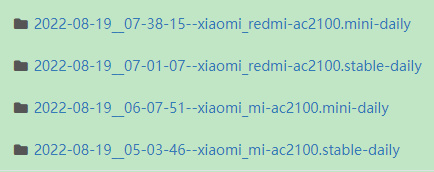 2022-08-19__07-38-15--xiaomi_redmi-ac2100.mini-daily
2022-08-19__07-01-07--xiaomi_redmi-ac2100.stable-daily
2022-08-19__06-07-51--xiaomi_mi-ac2100.mini-daily
2022-08-19__05-03-46--xiaomi_mi-ac2100.stable-daily